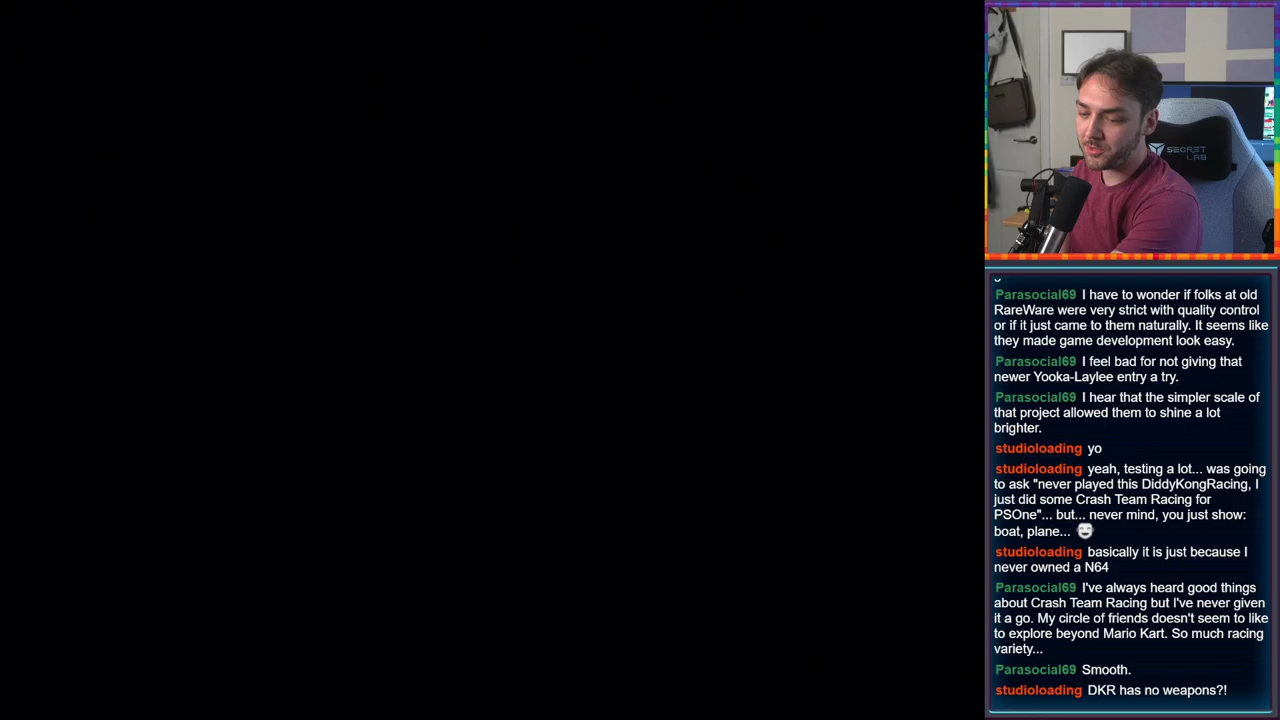 SECRET
LAB
Parasocial69 I have to wonder if folks at old
RareWare were very strict with quality control
or if it just came to them naturally. It seems like
they made game development look easy.
Parasocial69 I feel bad for not giving that
newer Yooka-Laylee entry a try.
Parasocial69 I hear that the simpler scale of
that project allowed them to shine a lot
brighter.
studioloading yo
studioloading yeah, testing a lot... was going
to ask "never played this DiddyKongRacing, I
just did some Crash Team Racing for
PSOne"... but... never mind, you just show:
boat, plane...
studioloading basically it is just because I
never owned a N64
Parasocial69 I've always heard good things
about Crash Team Racing but I've never given
it a go. My circle of friends doesn't seem to like
to explore beyond Mario Kart. So much racing
variety...
Parasocial69 Smooth.
studioloading DKR has no weapons?!